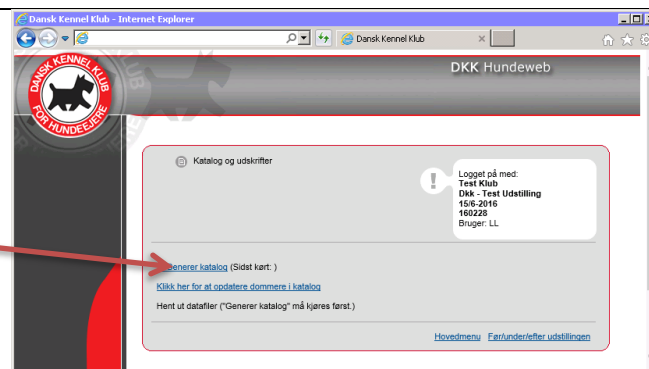 Dansk Kennel Klub - Internet Explorer
Dansk Kennel Klub
DANSK KENNEL KLUB
FOR HUNDEEJERE
DKK Hundeweb
Katalog og udskrifter
Logget på med:
Test Klub
Dkk - Test Udstilling
15/6-2016
160228
Bruger: LL
Generer katalog (Sidst kørt: )
Klikk her for at opdatere dommere i katalog
Hent ut datafiler ("Generer katalog" må kjøres først.)
Hovedmenu Før/under/efter udstillingen